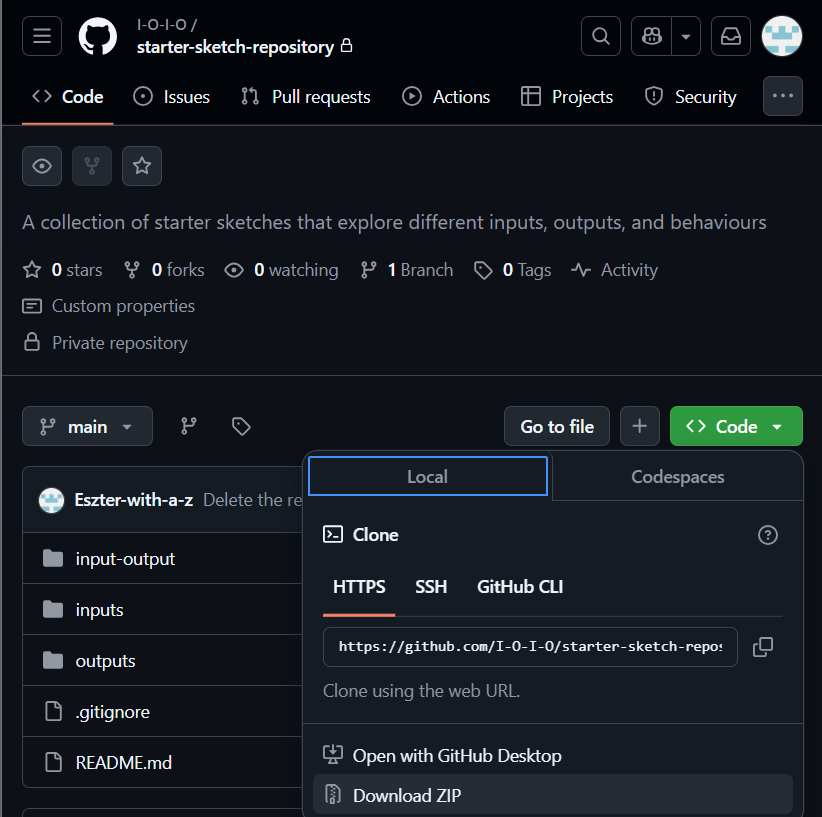 I-O-I-O /
starter-sketch-repository
Code Issues Pull requests Actions Projects Security
A collection of starter sketches that explore different inputs, outputs, and behaviours
0 stars 0 forks 0 watching 1 Branch 0 Tags Activity
Custom properties
Private repository
main Go to file + Code
Local Codespaces
Eszter-with-a-z Delete the re
Clone
input-output
HTTPS SSH GitHub CLI
inputs
https://github.com/I-O-I-O/starter-sketch-repos
outputs
Clone using the web URL.
.gitignore
Open with GitHub Desktop
README.md
Download ZIP